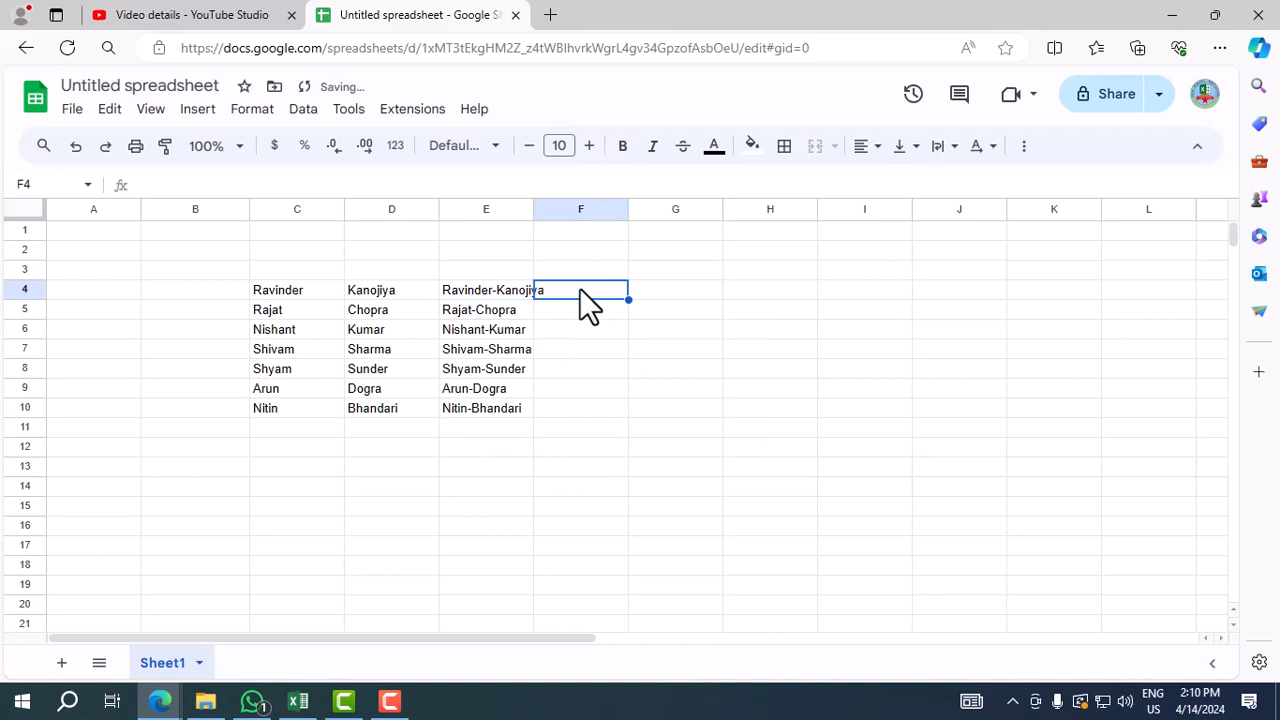 Video details - YouTube Studio
Untitled spreadsheet - Google Sh
https://docs.google.com/spreadsheets/d/1xMT3tEkgHM2Z_z4tWBlhvrkWgrL4gv34GpzofAsbOeU/edit#gid=0
Untitled spreadsheet
Saving...
File Edit View Insert Format Data Tools Extensions Help
Share
100% $ % .0 .00 123 Defaul... 10 B I A
F4
fx
A B C D E F G H I J K L
1
2
3
4 Ravinder Kanojiya Ravinder-Kanojiya
5 Rajat Chopra Rajat-Chopra
6 Nishant Kumar Nishant-Kumar
7 Shivam Sharma Shivam-Sharma
8 Shyam Sunder Shyam-Sunder
9 Arun Dogra Arun-Dogra
10 Nitin Bhandari Nitin-Bhandari
11
12
13
14
15
16
17
18
19
20
21
Sheet1
1
ENG
US
2:10 PM
4/14/2024